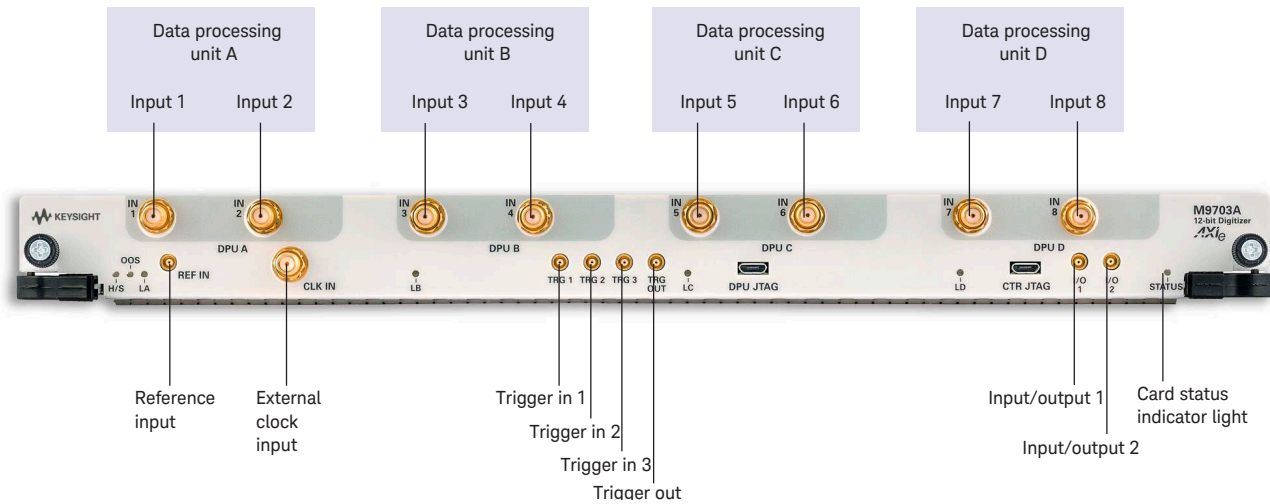 Data processing
unit A
Input 1 Input 2
Data processing
unit B
Input 3 Input 4
Data processing
unit C
Input 5 Input 6
Data processing
unit D
Input 7 Input 8
KEYSIGHT
IN
1
IN
2
DPU A
IN
3
IN
4
DPU B
IN
5
IN
6
DPU C
IN
7
IN
8
DPU D
M9703A
12-bit Digitizer
AXIe
H/S
OOS
LA
REF IN
CLK IN
LB
TRG 1
TRG 2
TRG 3
TRG
OUT
LC
DPU JTAG
LD
CTR JTAG
I/O
1
I/O
2
STATUS
Reference
input
External
clock
input
Trigger in 1
Trigger in 2
Trigger in 3
Trigger out
Input/output 1
Input/output 2
Card status
indicator light